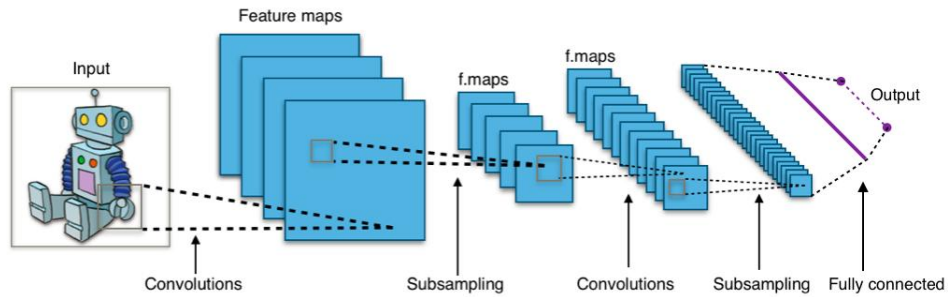 Feature maps
Input
f.maps
f.maps
Output
Convolutions
Subsampling
Convolutions
Subsampling
Fully connected